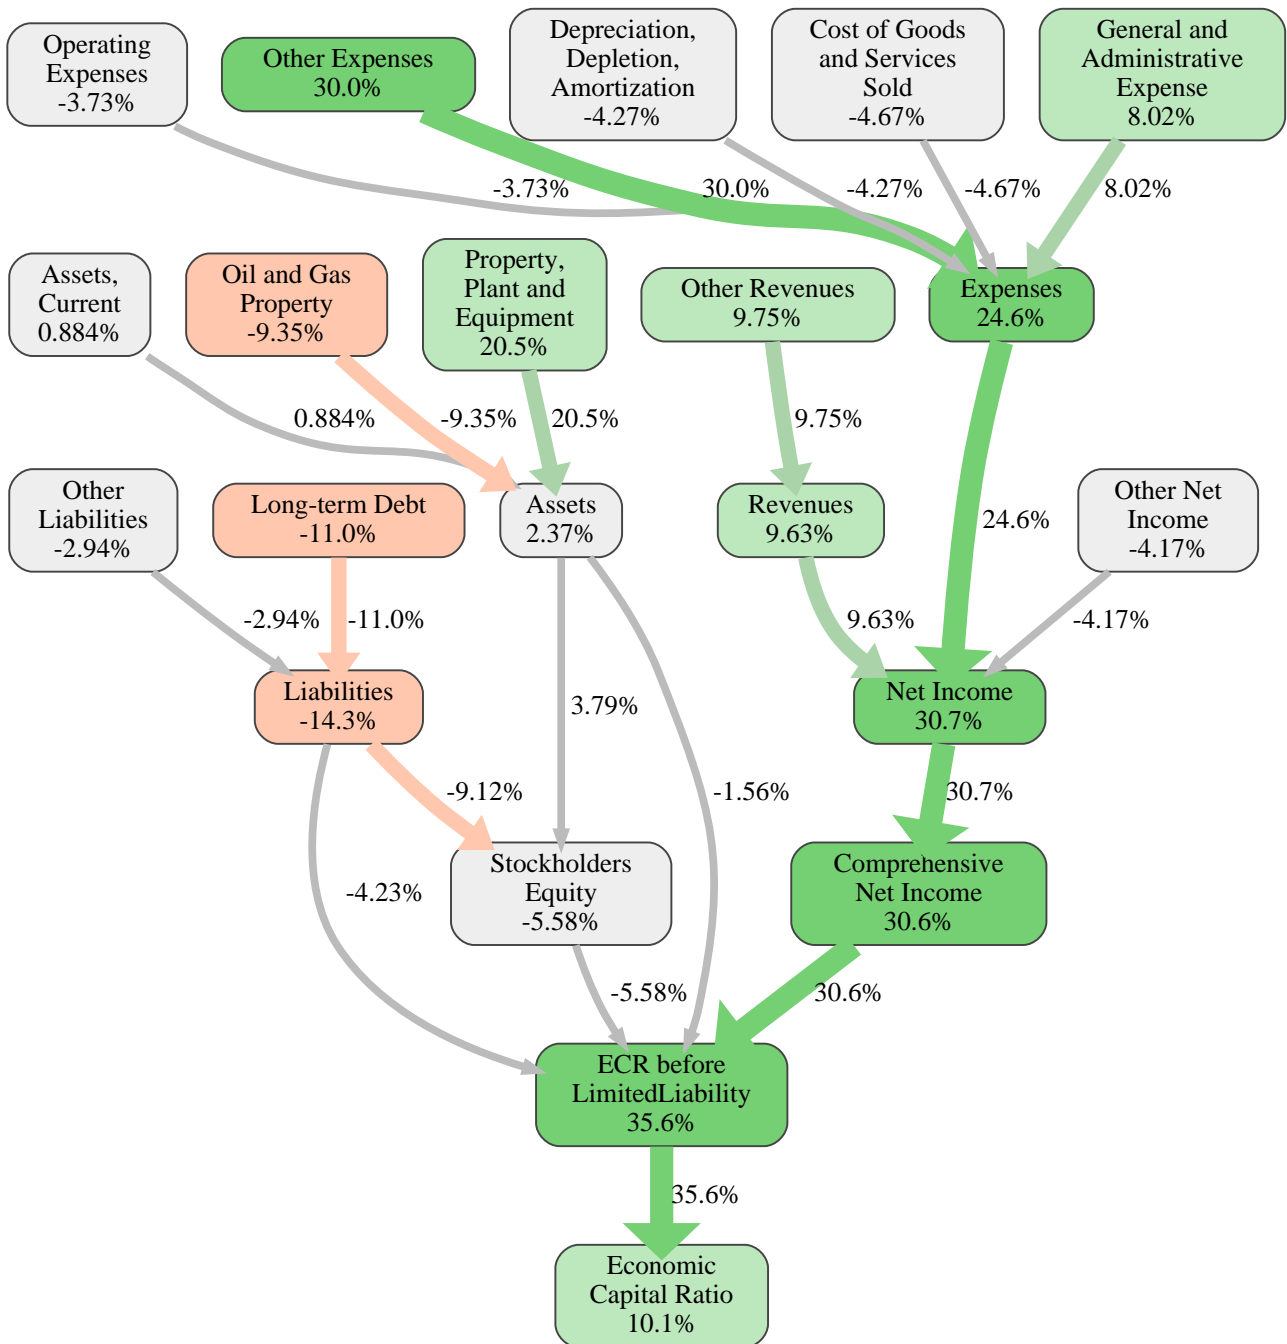 Operating
Expenses
-3.73%
Other Expenses
30.0%
Depreciation,
Depletion,
Amortization
-4.27%
Cost of Goods
and Services
Sold
-4.67%
General and
Administrative
Expense
8.02%
-3.73%
30.0%
-4.27%
-4.67%
8.02%
Assets,
Current
0.884%
Oil and Gas
Property
-9.35%
Property,
Plant and
Equipment
20.5%
Other Revenues
9.75%
Expenses
24.6%
0.884%
-9.35%
20.5%
9.75%
Other
Liabilities
-2.94%
Long-term Debt
-11.0%
Assets
2.37%
Revenues
9.63%
24.6%
Other Net
Income
-4.17%
-2.94%
-11.0%
9.63%
-4.17%
Liabilities
-14.3%
3.79%
Net Income
30.7%
-9.12%
-1.56%
30.7%
-4.23%
Stockholders
Equity
-5.58%
Comprehensive
Net Income
30.6%
-5.58%
30.6%
ECR before
LimitedLiability
35.6%
35.6%
Economic
Capital Ratio
10.1%